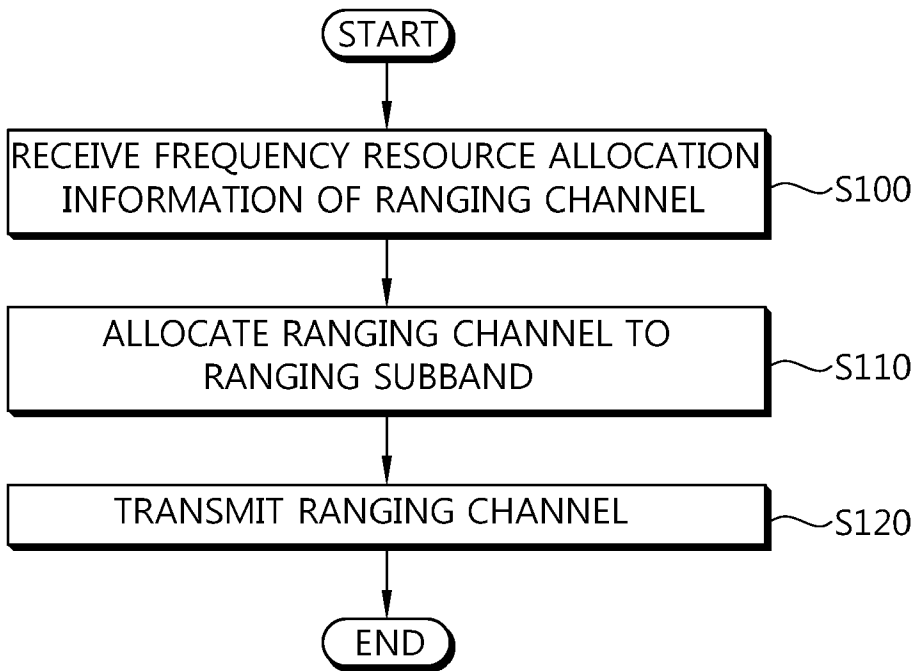 START
RECEIVE FREQUENCY RESOURCE ALLOCATION
INFORMATION OF RANGING CHANNEL
S100
ALLOCATE RANGING CHANNEL TO
RANGING SUBBAND
S110
TRANSMIT RANGING CHANNEL
S120
END